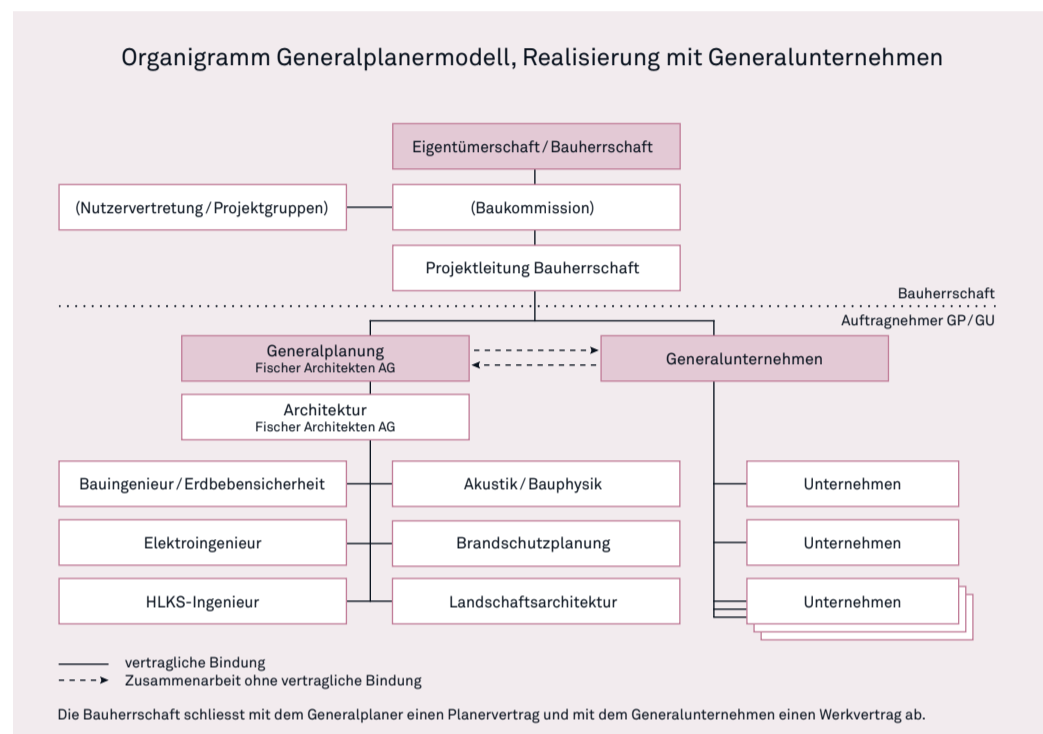 Organigramm Generalplanermodell, Realisierung mit Generalunternehmen
Eigentümerschaft / Bauherrschaft
(Nutzervertretung / Projektgruppen)
(Baukommission)
Projektleitung Bauherrschaft
Bauherrschaft
Auftragnehmer GP / GU
Generalplanung
Fischer Architekten AG
Generalunternehmen
Architektur
Fischer Architekten AG
Bauingenieur / Erdbebensicherheit
Akustik / Bauphysik
Unternehmen
Elektroingenieur
Brandschutzplanung
Unternehmen
HLKS-Ingenieur
Landschaftsarchitektur
Unternehmen
vertragliche Bindung
Zusammenarbeit ohne vertragliche Bindung
Die Bauherrschaft schliesst mit dem Generalplaner einen Planervertrag und mit dem Generalunternehmen einen Werkvertrag ab.